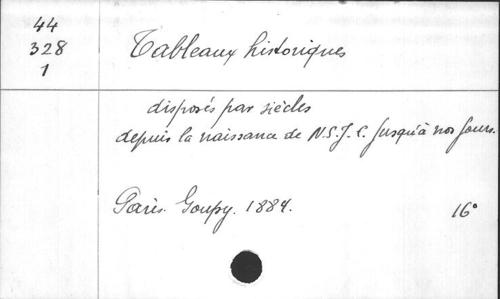 44
328
1
Tableaux historiques
disposés par siècles
depuis la naissance de N.S.J.C. jusqu'à nos jours.
Paris. Goupy. 1884.
16°